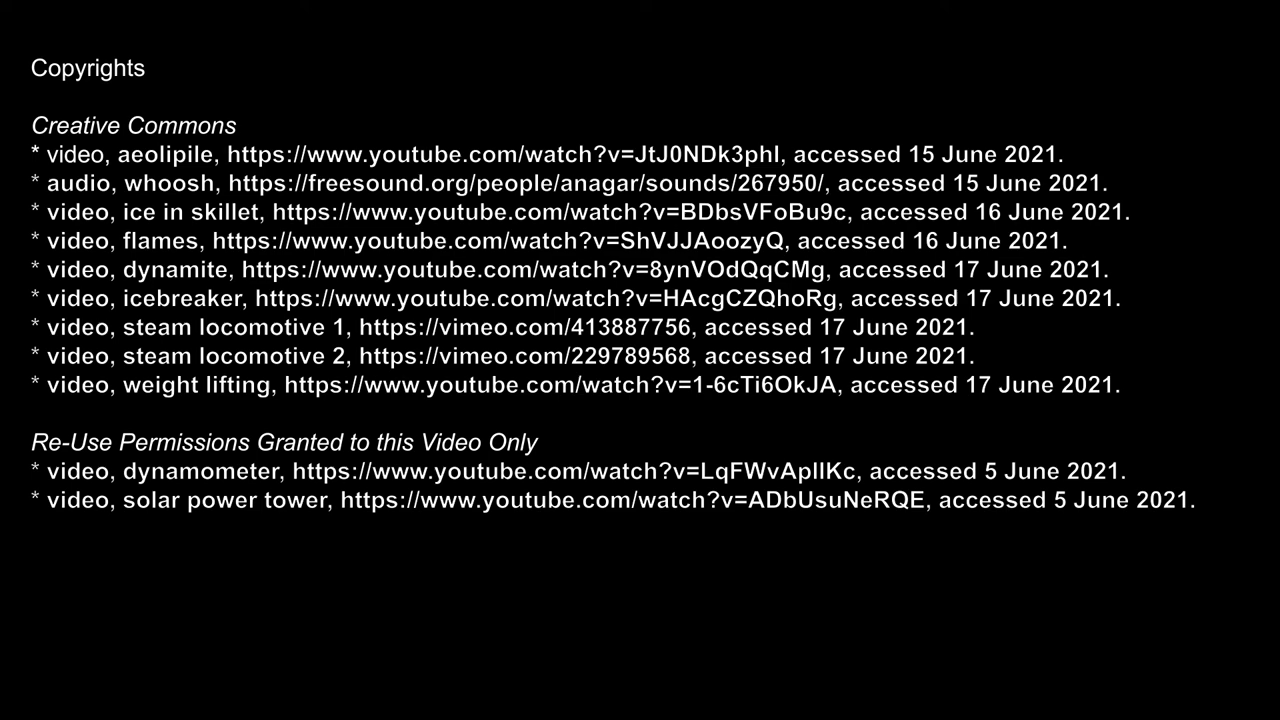 Copyrights
Creative Commons
* video, aeolipile, https://www.youtube.com/watch?v=JtJ0NDk3phI, accessed 15 June 2021.
* audio, whoosh, https://freesound.org/people/anagar/sounds/267950/, accessed 15 June 2021.
* video, ice in skillet, https://www.youtube.com/watch?v=BDbsVFoBu9c, accessed 16 June 2021.
* video, flames, https://www.youtube.com/watch?v=ShVJJAoozyQ, accessed 16 June 2021.
* video, dynamite, https://www.youtube.com/watch?v=8ynVOdQqCMg, accessed 17 June 2021.
* video, icebreaker, https://www.youtube.com/watch?v=HAcgCZQhoRg, accessed 17 June 2021.
* video, steam locomotive 1, https://vimeo.com/413887756, accessed 17 June 2021.
* video, steam locomotive 2, https://vimeo.com/229789568, accessed 17 June 2021.
* video, weight lifting, https://www.youtube.com/watch?v=1-6cTi6OkJA, accessed 17 June 2021.
Re-Use Permissions Granted to this Video Only
* video, dynamometer, https://www.youtube.com/watch?v=LqFWvApIlKc, accessed 5 June 2021.
* video, solar power tower, https://www.youtube.com/watch?v=ADbUsuNeRQE, accessed 5 June 2021.